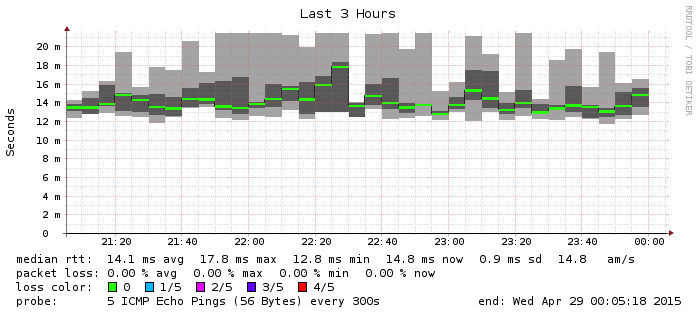 Last 3 Hours
RRDTOOL / TOBI OETIKER
Seconds
20 m
18 m
16 m
14 m
12 m
10 m
8 m
6 m
4 m
2 m
0
21:20 21:40 22:00 22:20 22:40 23:00 23:20 23:40 00:00
median rtt: 14.1 ms avg 17.8 ms max 12.8 ms min 14.8 ms now 0.9 ms sd 14.8 am/s
packet loss: 0.00 % avg 0.00 % max 0.00 % min 0.00 % now
loss color: 0 1/5 2/5 3/5 4/5
probe: 5 ICMP Echo Pings (56 Bytes) every 300s end: Wed Apr 29 00:05:18 2015